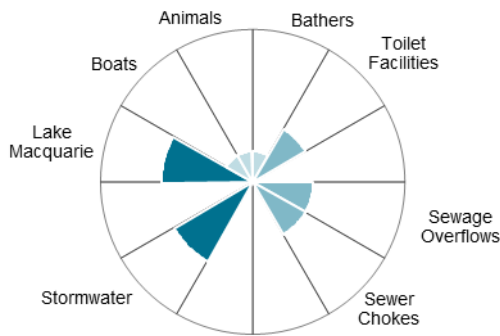 Animals
Bathers
Toilet
Facilities
Boats
Lake
Macquarie
Sewage
Overflows
Stormwater
Sewer
Chokes